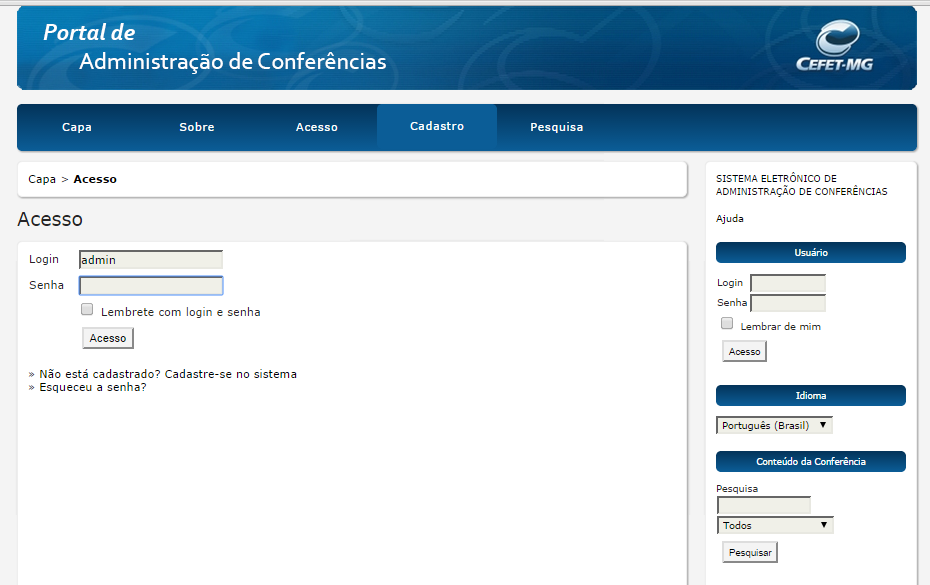 Portal de
Administração de Conferências
CEFET-MG
Capa
Sobre
Acesso
Cadastro
Pesquisa
Capa > Acesso
Acesso
Login admin
Senha
Lembrete com login e senha
Acesso
» Não está cadastrado? Cadastre-se no sistema
» Esqueceu a senha?
SISTEMA ELETRÔNICO DE
ADMINISTRAÇÃO DE CONFERÊNCIAS
Ajuda
Usuário
Login
Senha
Lembrar de mim
Acesso
Idioma
Português (Brasil)
Conteúdo da Conferência
Pesquisa
Todos
Pesquisar